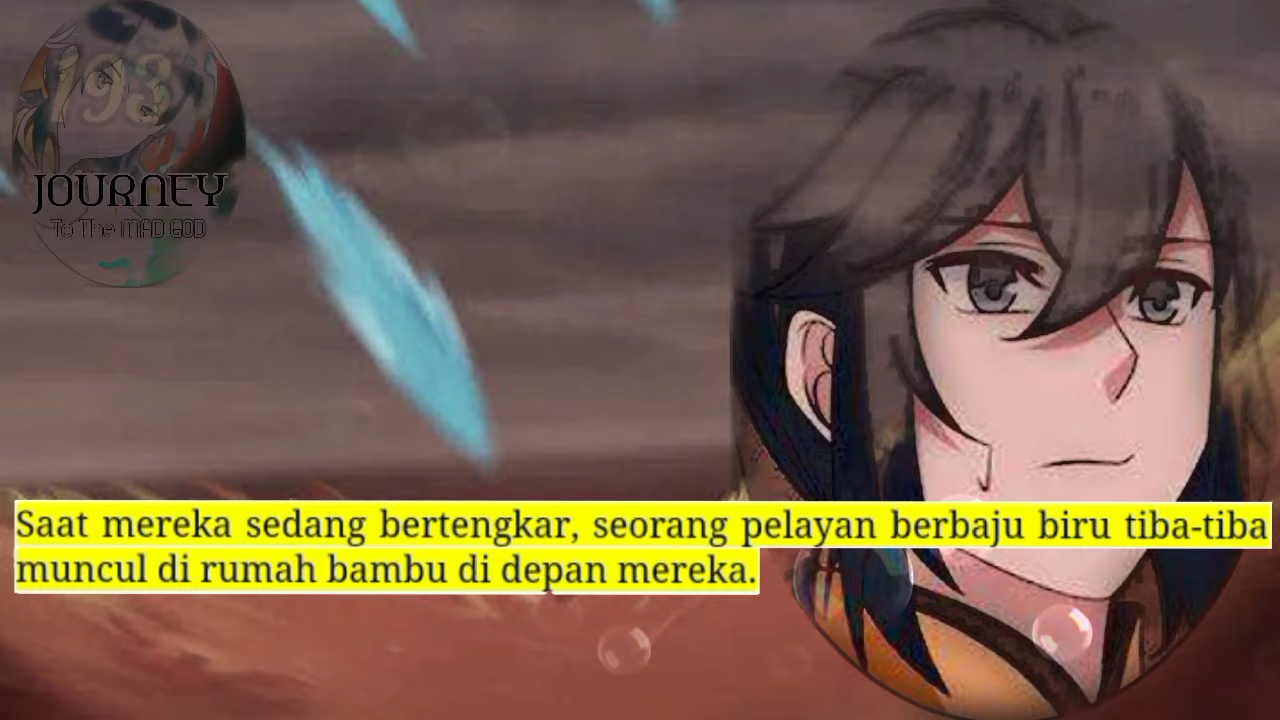 193
JOURNEY
To The MAD GOD
Saat mereka sedang bertengkar, seorang pelayan berbaju biru tiba-tiba
muncul di rumah bambu di depan mereka.